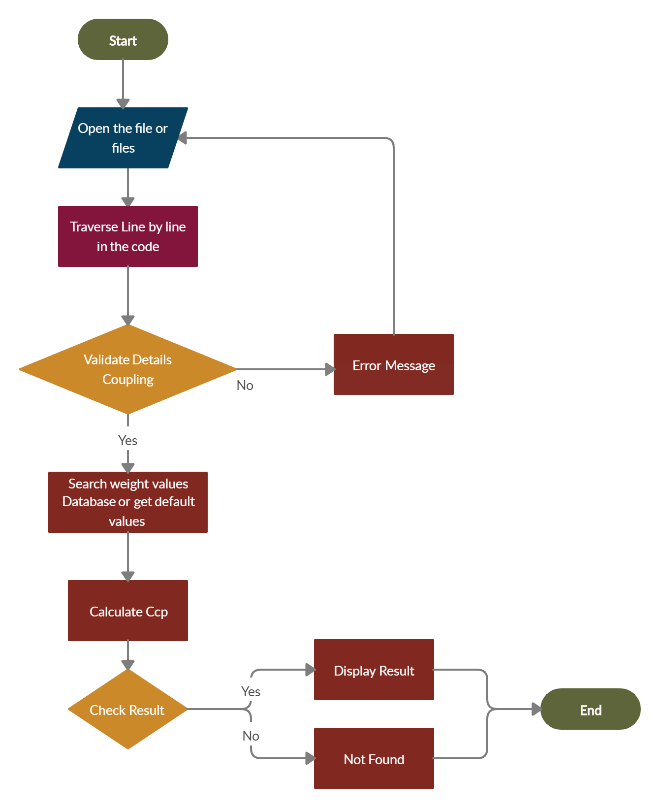 Start
Open the file or
files
Traverse Line by line
in the code
Validate Details
Coupling
No
Error Message
Yes
Search weight values
Database or get default
values
Calculate Ccp
Check Result
Yes
No
Display Result
Not Found
End